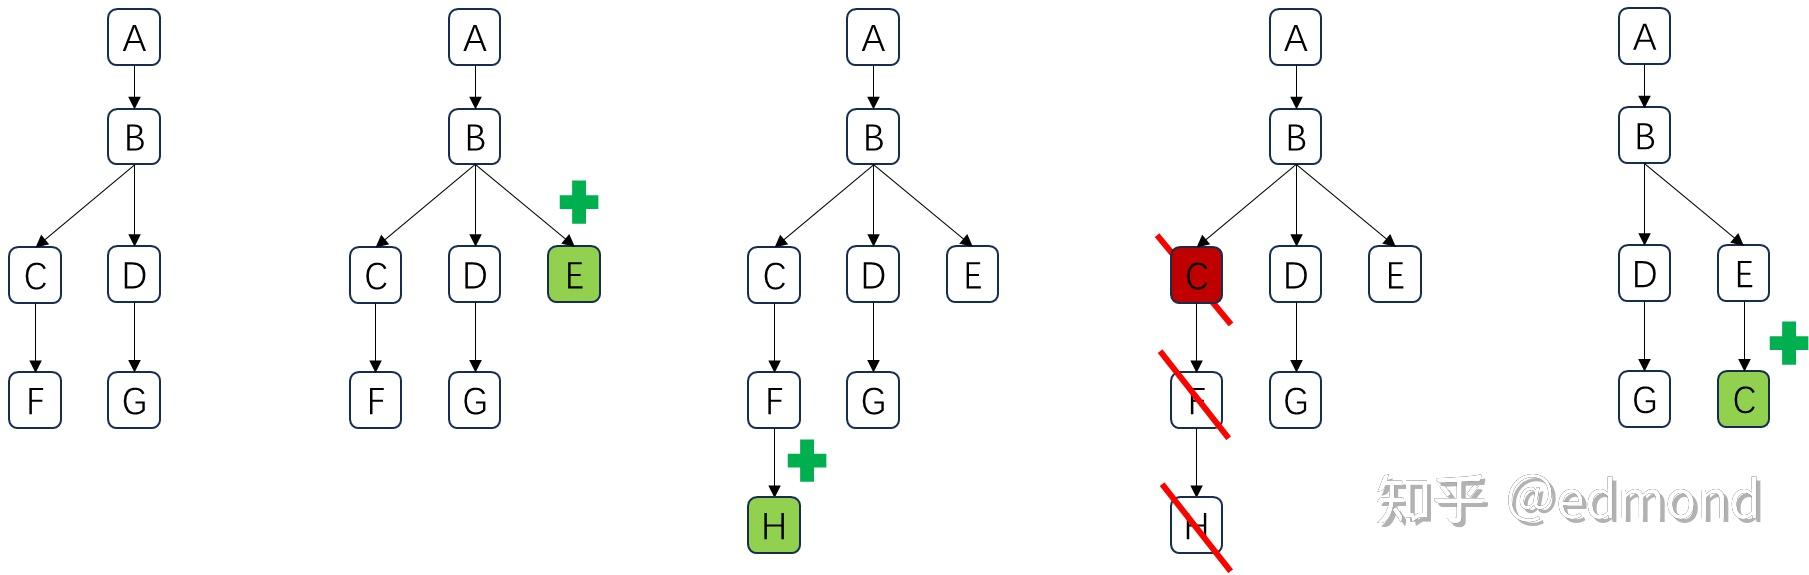 A A A A A
B B B B B
C D C D E C D E C D E D E
F G F G F G F G G C
H H
知乎 @edmond